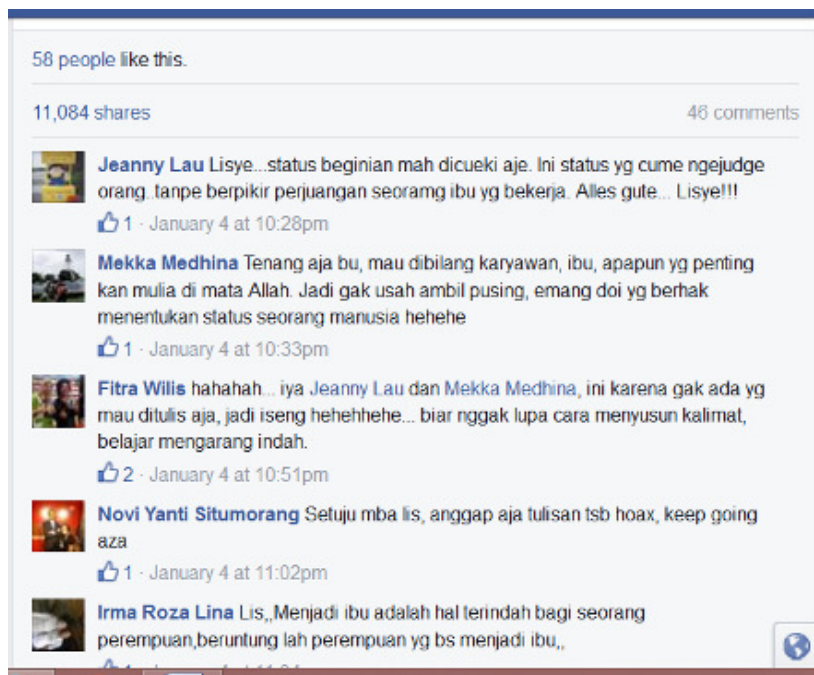 58 people like this.
11,084 shares
46 comments
Jeanny Lau Lisye...status beginian mah dicueki aje. Ini status yg cume ngejudge
orang..tanpe berpikir perjuangan seoramg ibu yg bekerja. Alles gute... Lisye!!!
1 · January 4 at 10:28pm
Mekka Medhina Tenang aja bu, mau dibilang karyawan, ibu, apapun yg penting
kan mulia di mata Allah. Jadi gak usah ambil pusing, emang doi yg berhak
menentukan status seorang manusia hehehe
1 · January 4 at 10:33pm
Fitra Wilis hahahah... iya Jeanny Lau dan Mekka Medhina, ini karena gak ada yg
mau ditulis aja, jadi iseng hehehhehe... biar nggak lupa cara menyusun kalimat,
belajar mengarang indah.
2 · January 4 at 10:51pm
Novi Yanti Situmorang Setuju mba lis, anggap aja tulisan tsb hoax, keep going
aza
1 · January 4 at 11:02pm
Irma Roza Lina Lis,,Menjadi ibu adalah hal terindah bagi seorang
perempuan,beruntung lah perempuan yg bs menjadi ibu,,